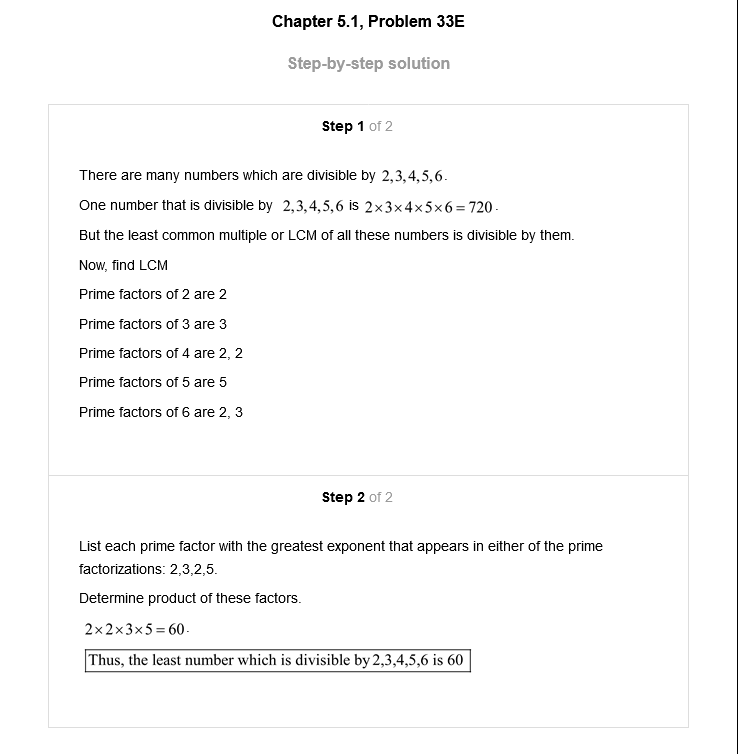 Chapter 5.1, Problem 33E
Step-by-step solution
Step 1 of 2
There are many numbers which are divisible by 2,3,4,5,6.
One number that is divisible by 2,3,4,5,6 is 2×3×4×5×6=720.
But the least common multiple or LCM of all these numbers is divisible by them.
Now, find LCM
Prime factors of 2 are 2
Prime factors of 3 are 3
Prime factors of 4 are 2, 2
Prime factors of 5 are 5
Prime factors of 6 are 2, 3
Step 2 of 2
List each prime factor with the greatest exponent that appears in either of the prime
factorizations: 2,3,2,5.
Determine product of these factors.
2×2×3×5=60.
Thus, the least number which is divisible by 2,3,4,5,6 is 60